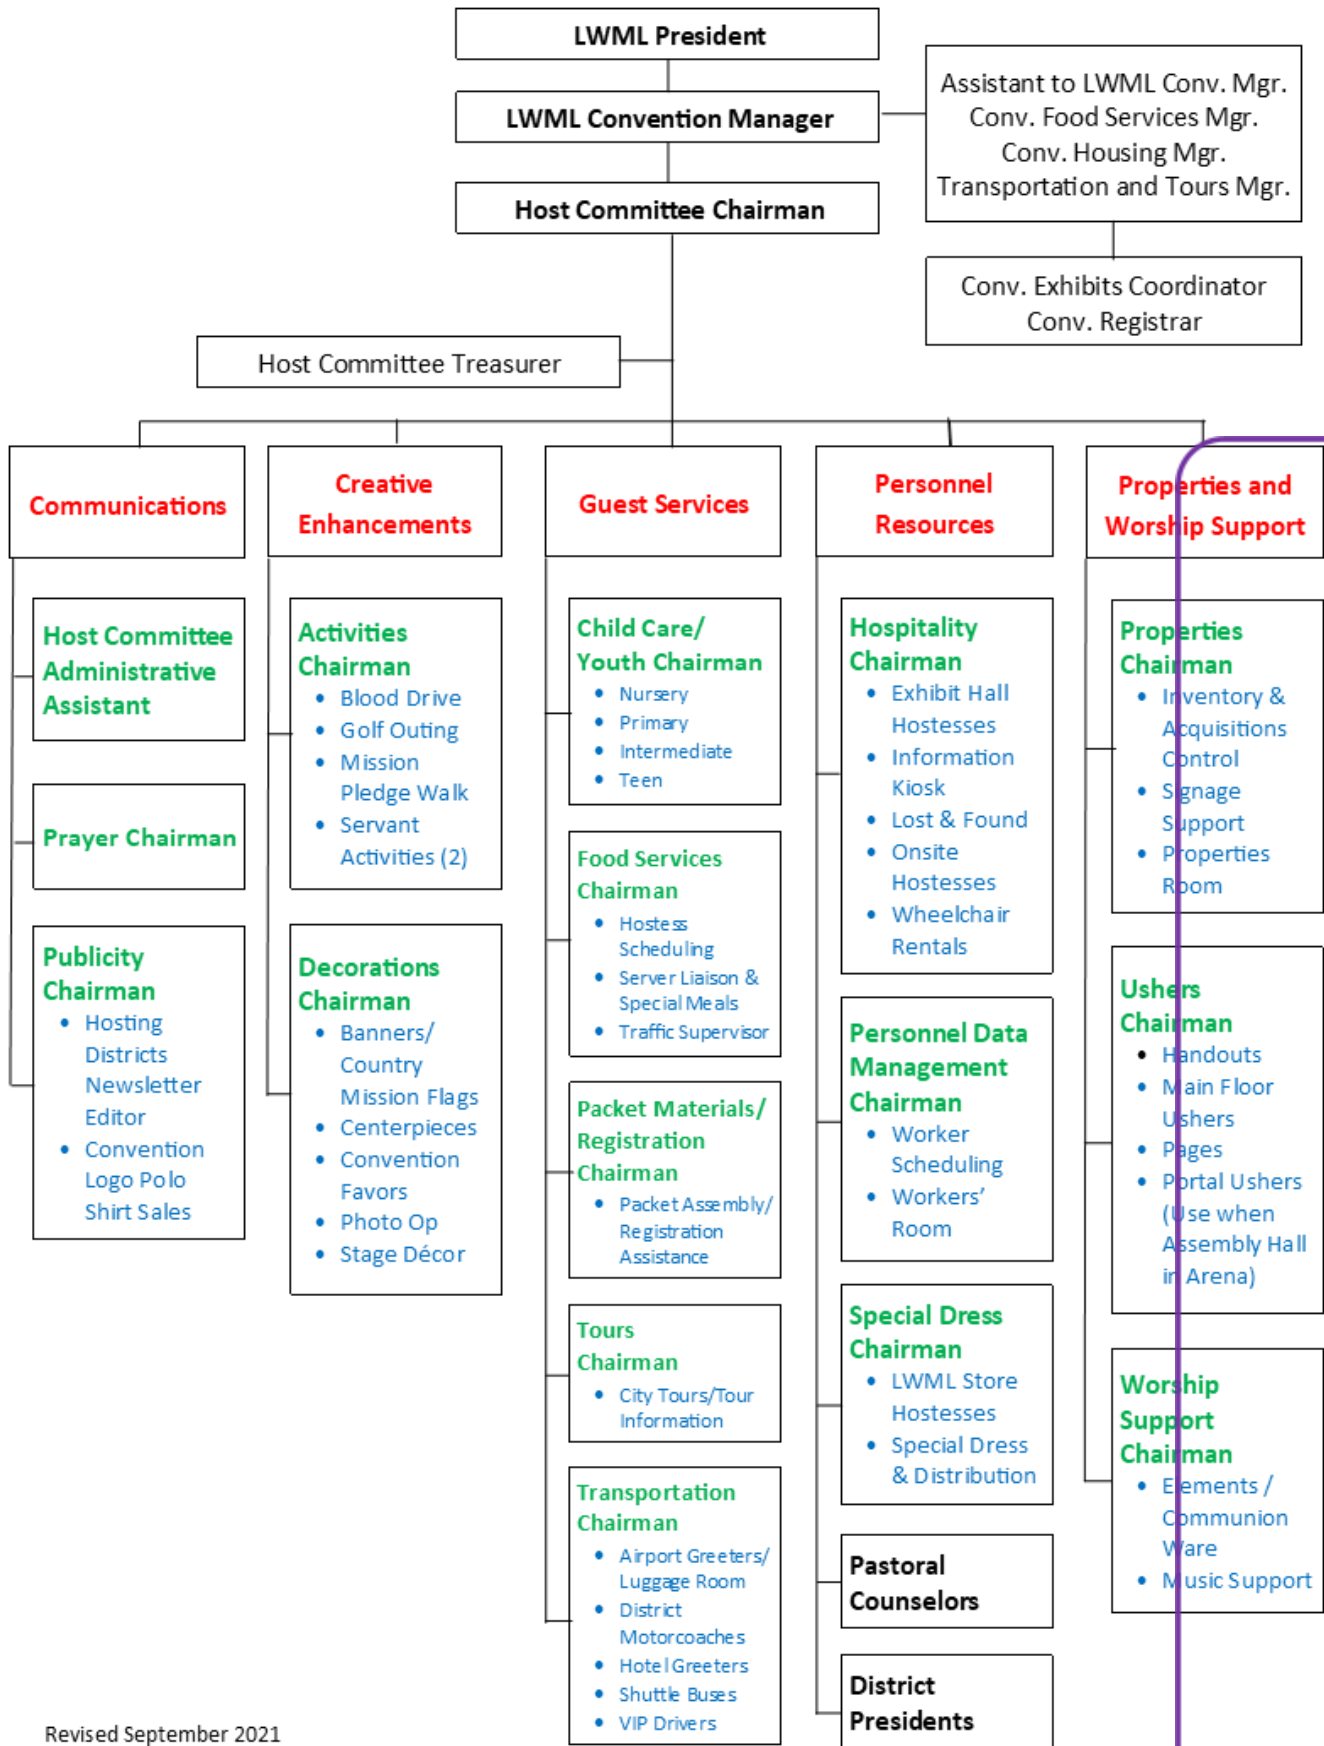 LWML President
LWML Convention Manager
Assistant to LWML Conv. Mgr.
Conv. Food Services Mgr.
Conv. Housing Mgr.
Transportation and Tours Mgr.
Host Committee Chairman
Conv. Exhibits Coordinator
Conv. Registrar
Host Committee Treasurer
Communications
Host Committee
Administrative
Assistant
Prayer Chairman
Publicity
Chairman
• Hosting
Districts
Newsletter
Editor
• Convention
Logo Polo
Shirt Sales
Creative
Enhancements
Activities
Chairman
• Blood Drive
• Golf Outing
• Mission
Pledge Walk
• Servant
Activities (2)
Decorations
Chairman
• Banners/
Country
Mission Flags
• Centerpieces
• Convention
Favors
• Photo Op
• Stage Décor
Guest Services
Child Care/
Youth Chairman
• Nursery
• Primary
• Intermediate
• Teen
Food Services
Chairman
• Hostess
Scheduling
• Server Liaison &
Special Meals
• Traffic Supervisor
Packet Materials/
Registration
Chairman
• Packet Assembly/
Registration
Assistance
Tours
Chairman
• City Tours/Tour
Information
Transportation
Chairman
• Airport Greeters/
Luggage Room
• District
Motorcoaches
• Hotel Greeters
• Shuttle Buses
• VIP Drivers
Personnel
Resources
Hospitality
Chairman
• Exhibit Hall
Hostesses
• Information
Kiosk
• Lost & Found
• Onsite
Hostesses
• Wheelchair
Rentals
Personnel Data
Management
Chairman
• Worker
Scheduling
• Workers’
Room
Special Dress
Chairman
• LWML Store
Hostesses
• Special Dress
& Distribution
Pastoral
Counselors
District
Presidents
Properties and
Worship Support
Properties
Chairman
• Inventory &
Acquisitions
Control
• Signage
Support
• Properties
Room
Ushers
Chairman
• Handouts
• Main Floor
Ushers
• Pages
• Portal Ushers
(Use when
Assembly Hall
in Arena)
Worship
Support
Chairman
• Elements /
Communion
Ware
• Music Support
Revised September 2021